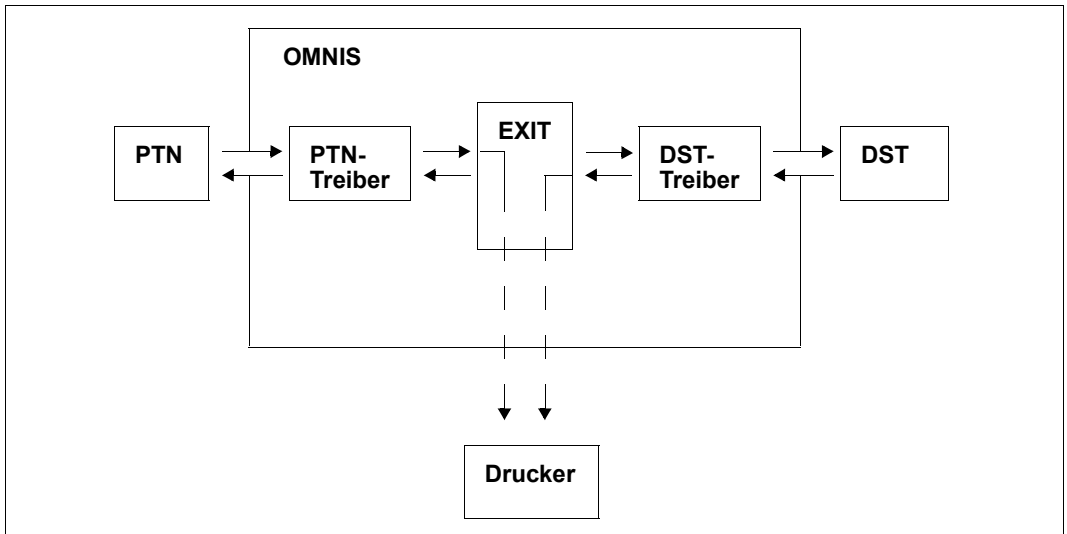 OMNIS
PTN
PTN-
Treiber
EXIT
DST-
Treiber
DST
Drucker